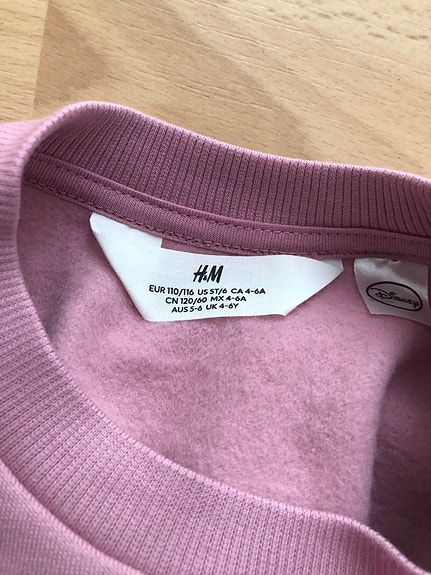 H&M
EUR 110/116 US 5T/6 CA 4-6A
CN 120/60 MX 4-6A
AUS 5-6 UK 4-6Y
Disney